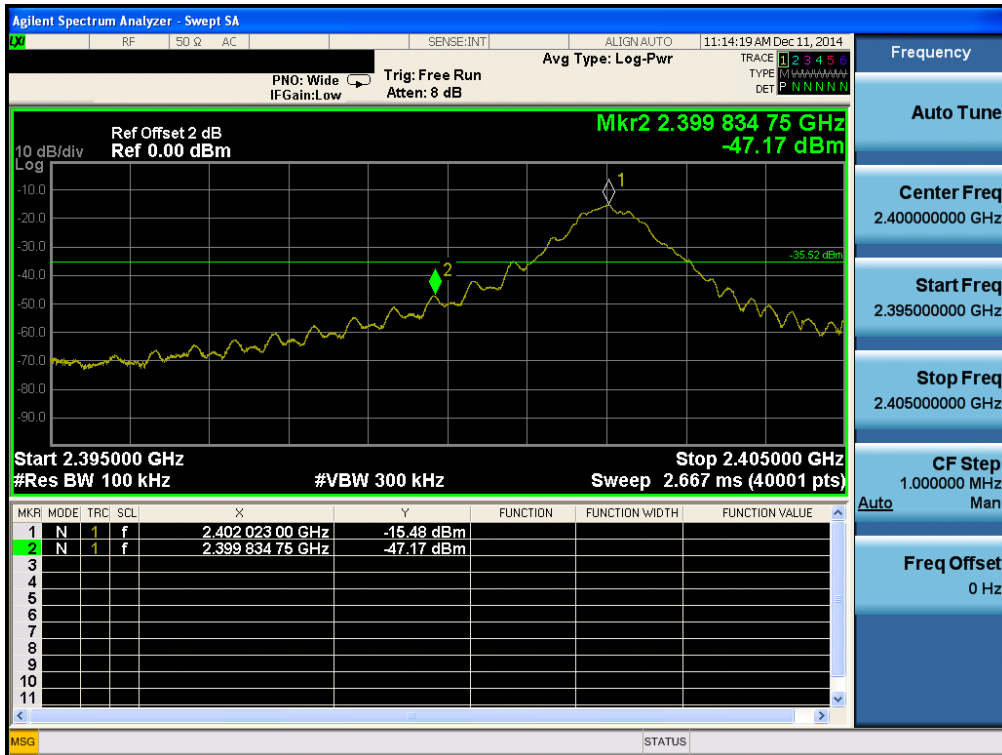 Agilent Spectrum Analyzer - Swept SA
LXI RF 50 Ω AC SENSE:INT ALIGN AUTO 11:14:19 AM Dec 11, 2014
Avg Type: Log-Pwr TRACE 1 2 3 4 5 6
PNO: Wide Trig: Free Run TYPE M WWWWW
IFGain:Low Atten: 8 dB DET P N N N N N
Mkr2 2.399 834 75 GHz
Ref Offset 2 dB
10 dB/div Ref 0.00 dBm -47.17 dBm
Log
1
-10.0
-20.0
-30.0
-35.52 dBm
2
-40.0
-50.0
-60.0
-70.0
-80.0
-90.0
Start 2.395000 GHz Stop 2.405000 GHz
#Res BW 100 kHz #VBW 300 kHz Sweep 2.667 ms (40001 pts)
MKR MODE TRC SCL X Y FUNCTION FUNCTION WIDTH FUNCTION VALUE
1 N 1 f 2.402 023 00 GHz -15.48 dBm
2 N 1 f 2.399 834 75 GHz -47.17 dBm
3
4
5
6
7
8
9
10
11
MSG STATUS
Frequency
Auto Tune
Center Freq
2.400000000 GHz
Start Freq
2.395000000 GHz
Stop Freq
2.405000000 GHz
CF Step
1.000000 MHz
Auto Man
Freq Offset
0 Hz